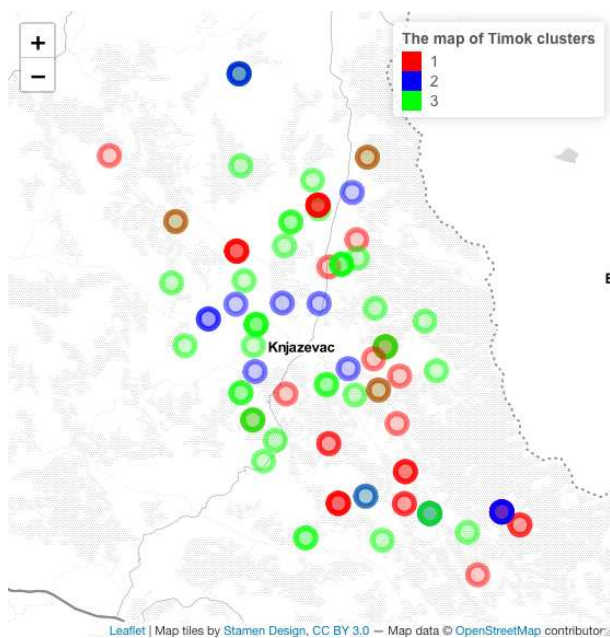 +
−
The map of Timok clusters
1
2
3
Knjazevac
Leaflet | Map tiles by Stamen Design, CC BY 3.0 — Map data © OpenStreetMap contributor